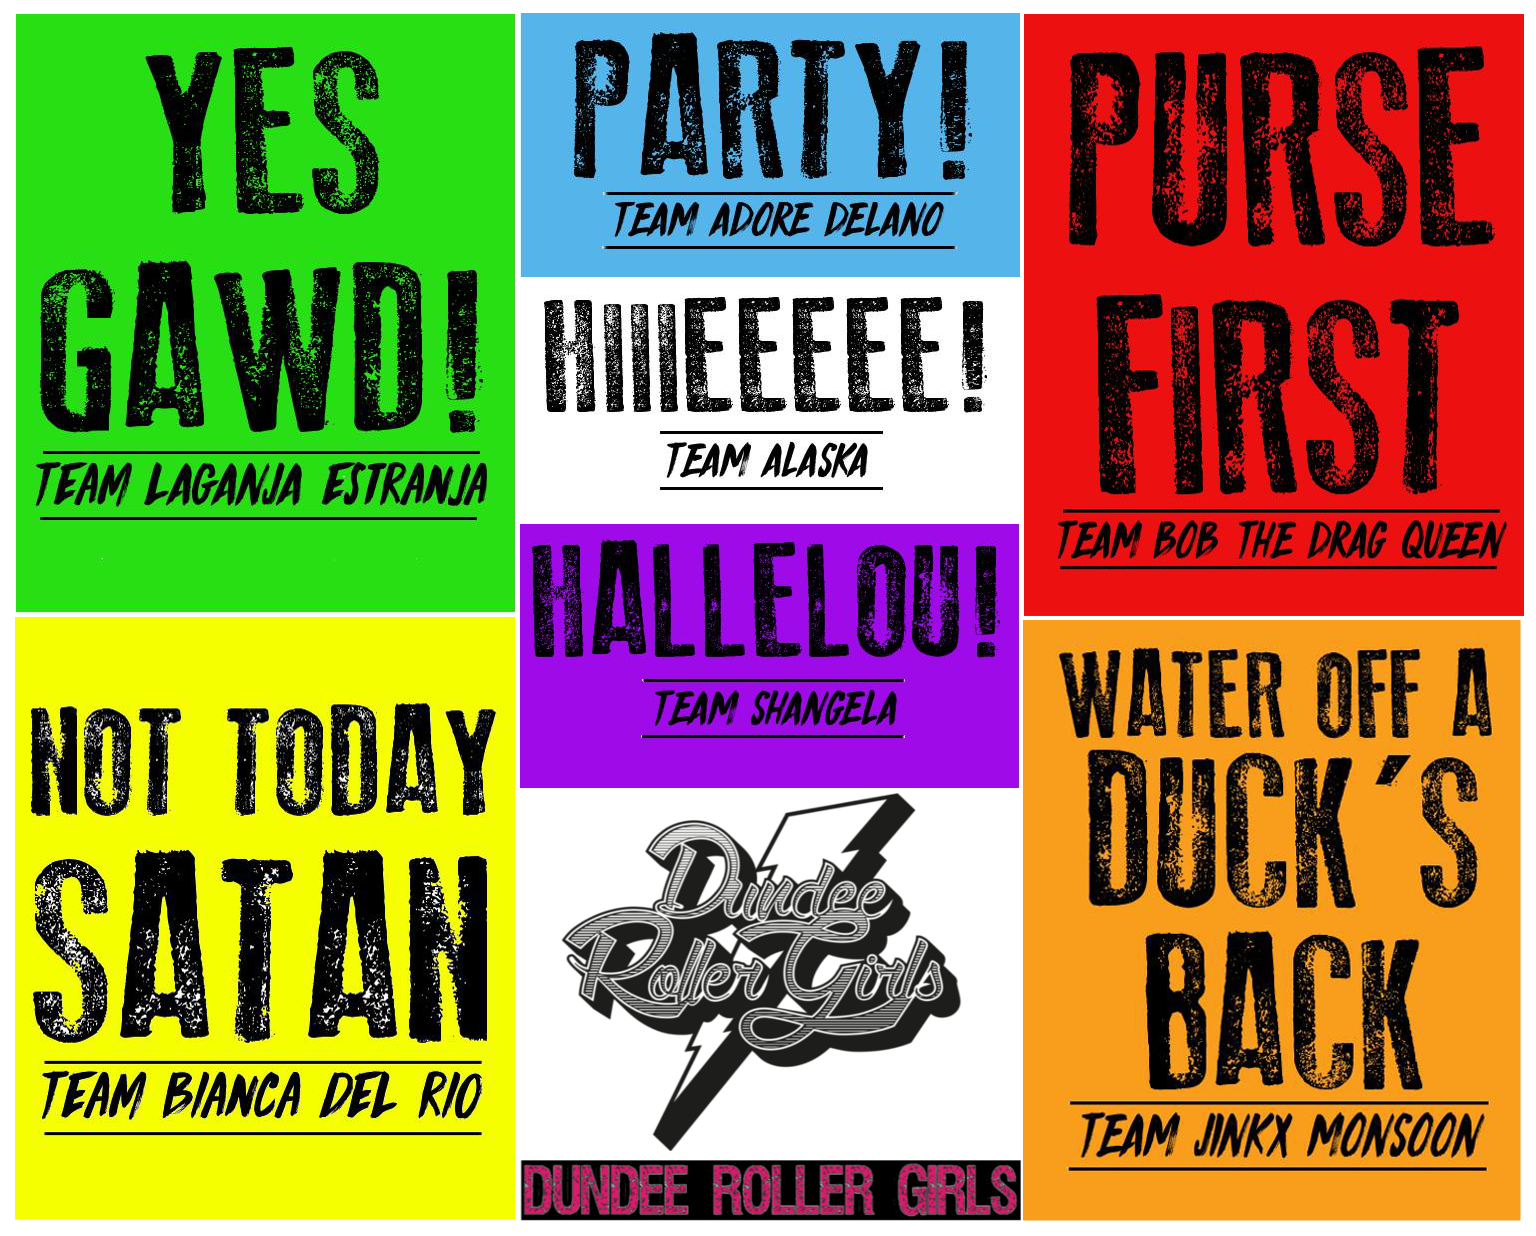 YES
GAWD!
TEAM LAGANJA ESTRANJA
NOT TODAY
SATAN
TEAM BIANCA DEL RIO
PARTY!
TEAM ADORE DELANO
HIIIEEEEE!
TEAM ALASKA
HALLELOU!
TEAM SHANGELA
Dundee
Roller Girls
DUNDEE ROLLER GIRLS
PURSE
FIRST
TEAM BOB THE DRAG QUEEN
WATER OFF A
DUCK'S
BACK
TEAM JINKX MONSOON